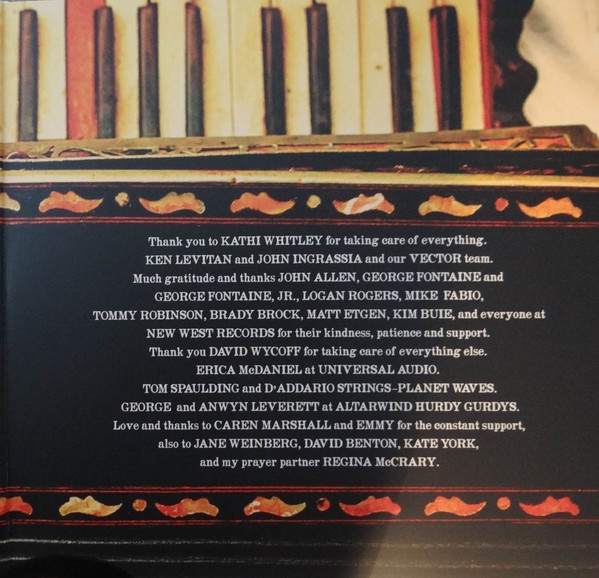 Thank you to KATHI WHITLEY for taking care of everything.
KEN LEVITAN and JOHN INGRASSIA and our VECTOR team.
Much gratitude and thanks JOHN ALLEN, GEORGE FONTAINE and
GEORGE FONTAINE, JR., LOGAN ROGERS, MIKE FABIO,
TOMMY ROBINSON, BRADY BROCK, MATT ETGEN, KIM BUIE, and everyone at
NEW WEST RECORDS for their kindness, patience and support.
Thank you DAVID WYCOFF for taking care of everything else.
ERICA McDANIEL at UNIVERSAL AUDIO.
TOM SPAULDING and D'ADDARIO STRINGS-PLANET WAVES.
GEORGE and ANWYN LEVERETT at ALTARWIND HURDY GURDYS.
Love and thanks to CAREN MARSHALL and EMMY for the constant support,
also to JANE WEINBERG, DAVID BENTON, KATE YORK,
and my prayer partner REGINA McCRARY.